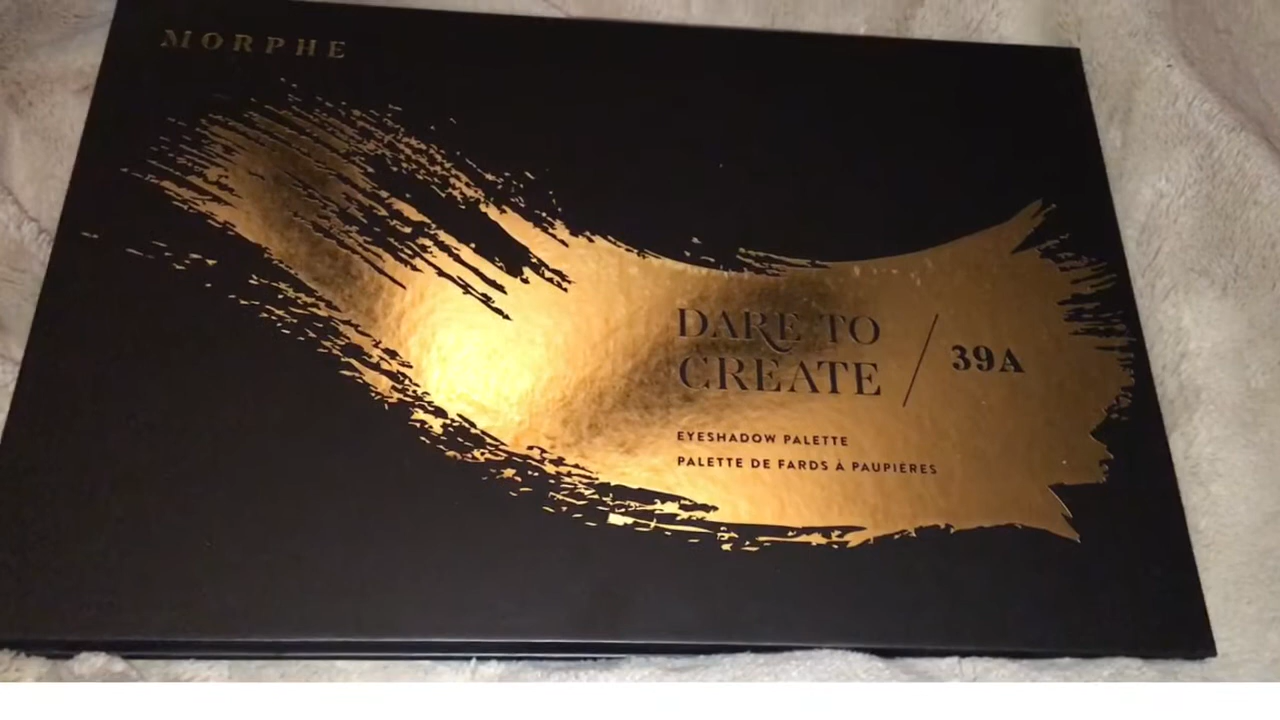 MORPHE
DARE TO
CREATE / 39A
EYESHADOW PALETTE
PALETTE DE FARDS À PAUPIÈRES